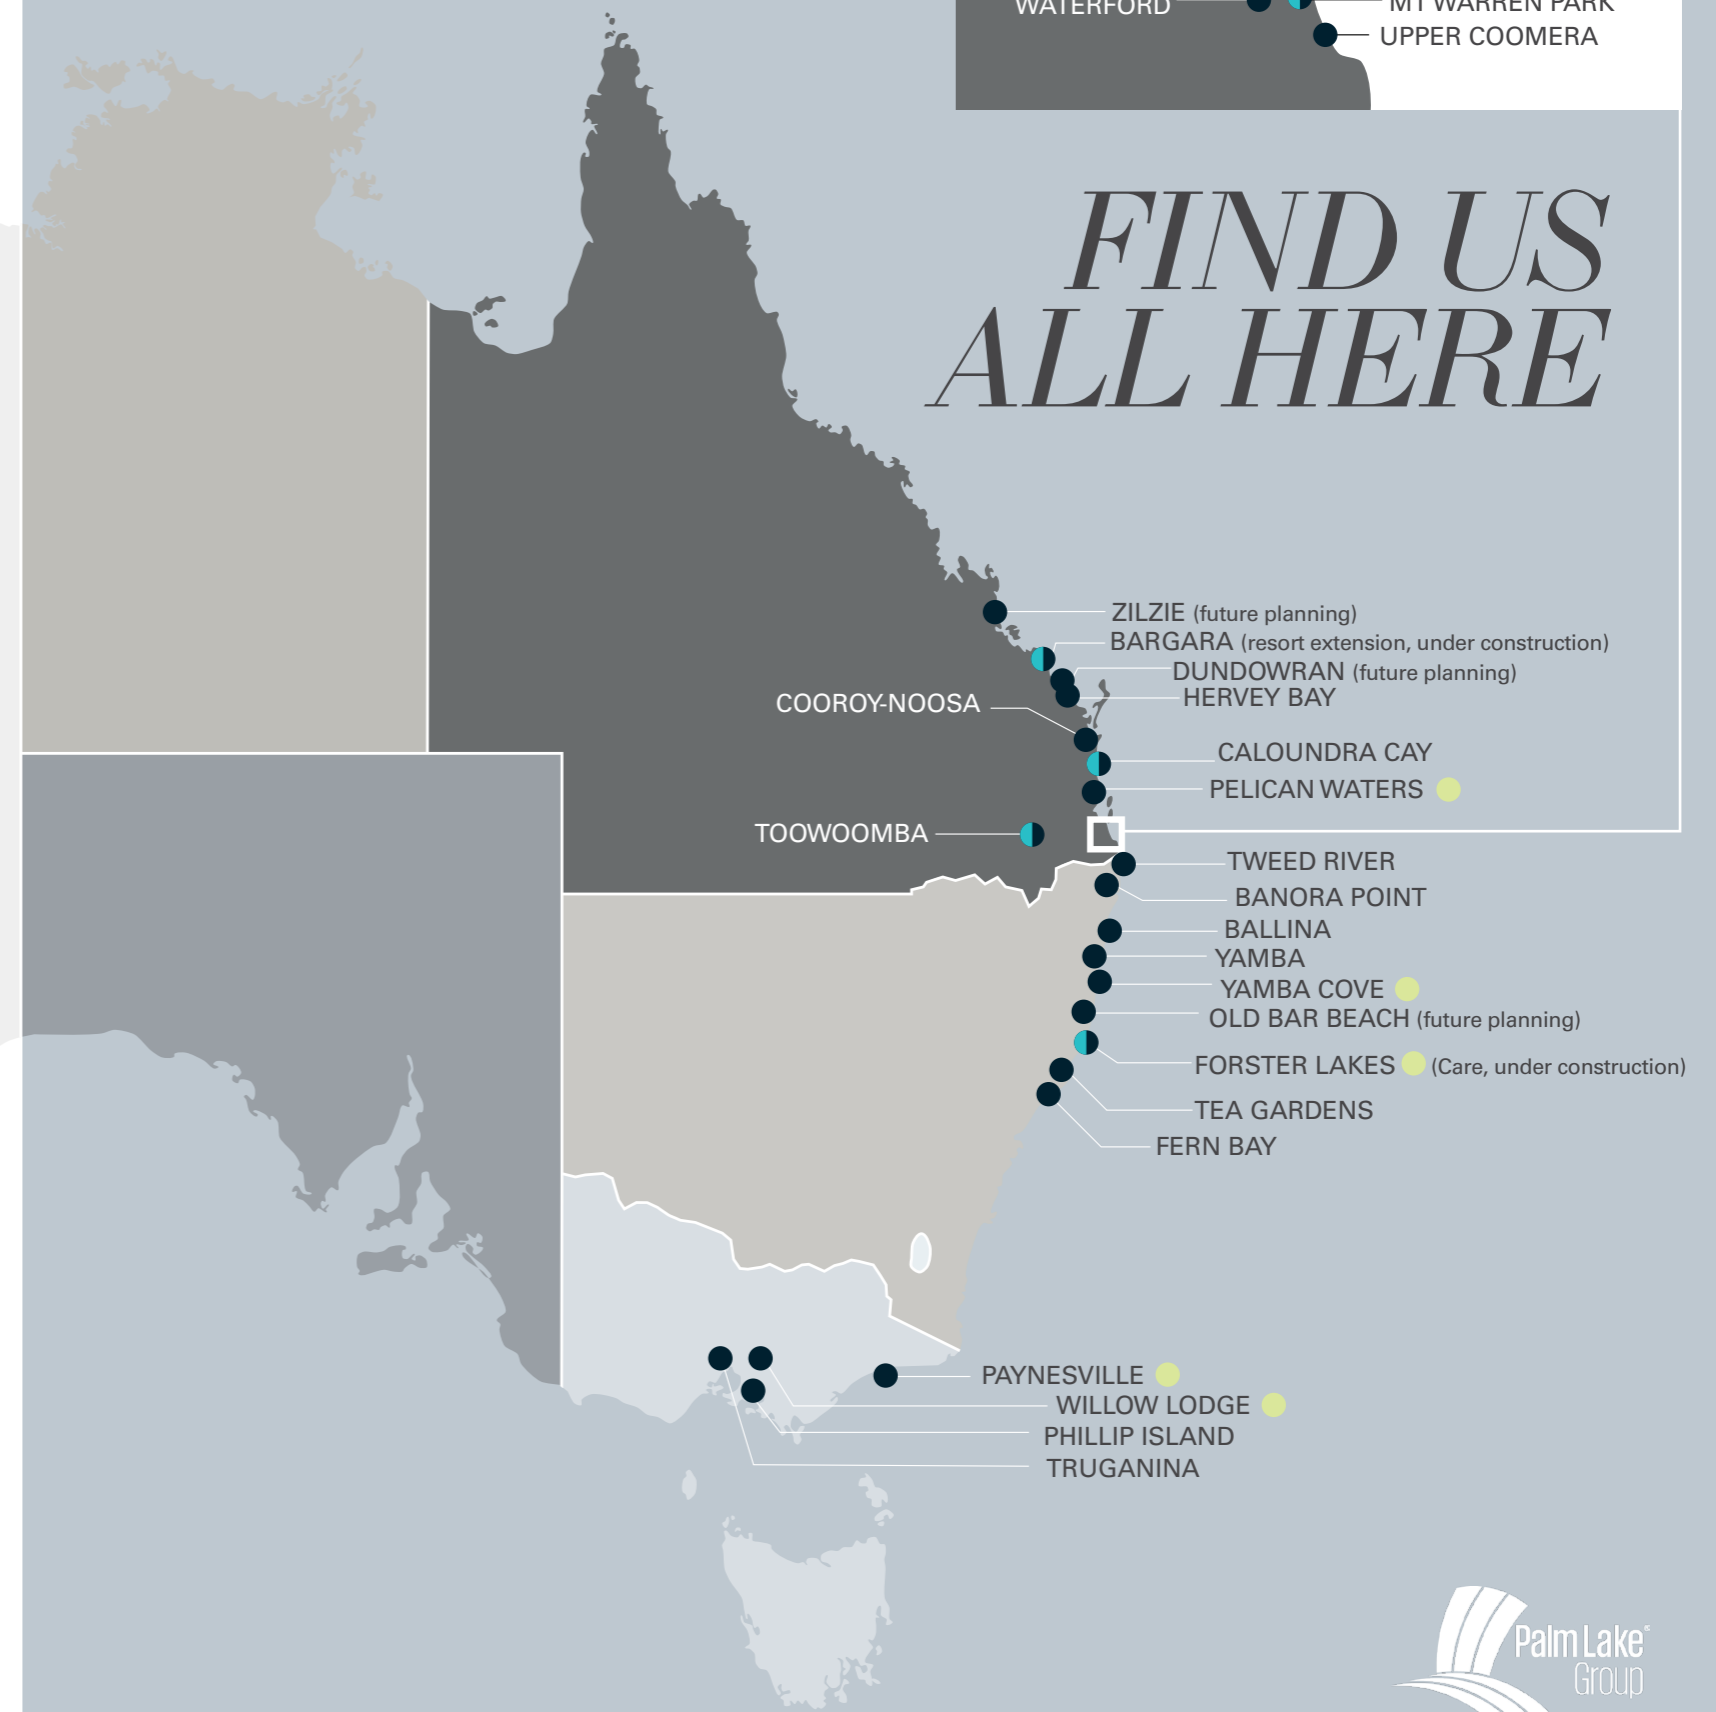 WATERFORD
MT WARREN PARK
UPPER COOMERA
FIND US
ALL HERE
ZILZIE (future planning)
BARGARA (resort extension, under construction)
DUNDOWRAN (future planning)
HERVEY BAY
COOROY-NOOSA
CALOUNDRA CAY
PELICAN WATERS
TOOWOOMBA
TWEED RIVER
BANORA POINT
BALLINA
YAMBA
YAMBA COVE
OLD BAR BEACH (future planning)
FORSTER LAKES (Care, under construction)
TEA GARDENS
FERN BAY
PAYNESVILLE
WILLOW LODGE
PHILLIP ISLAND
TRUGANINA
Palm Lake®
Group